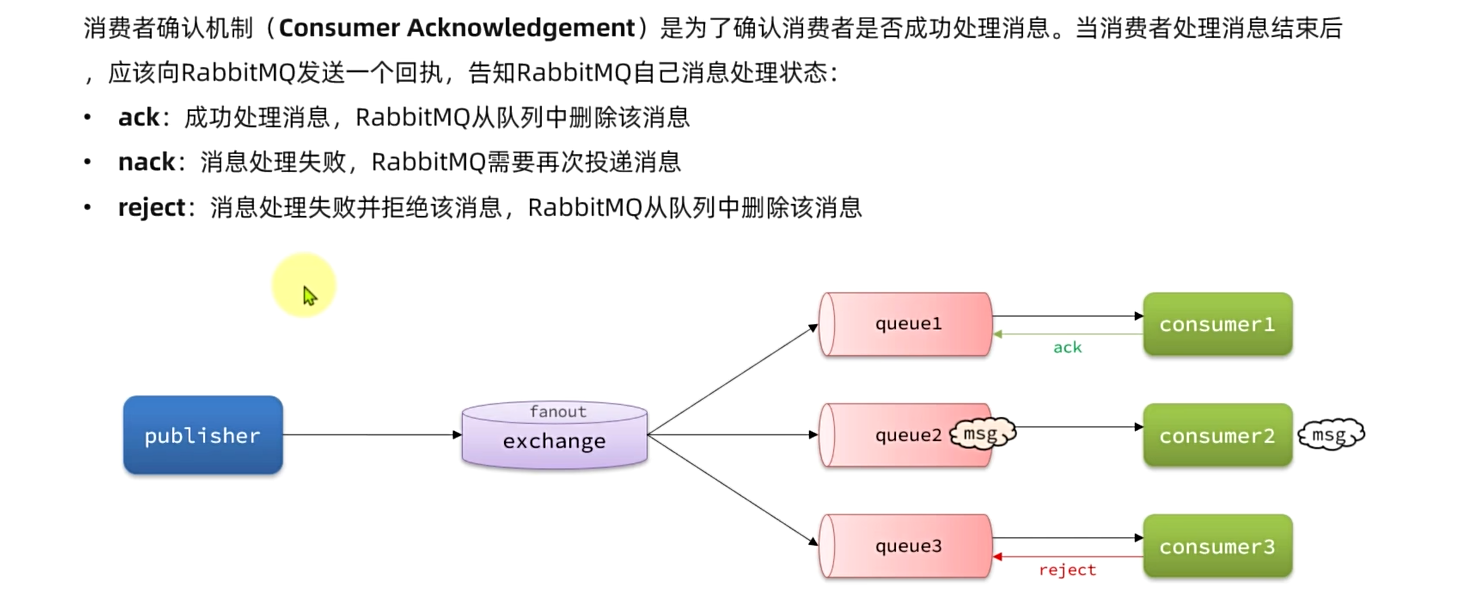 消费者确认机制（Consumer Acknowledgement）是为了确认消费者是否成功处理消息。当消费者处理消息结束后
，应该向RabbitMQ发送一个回执，告知RabbitMQ自己消息处理状态：
• ack：成功处理消息，RabbitMQ从队列中删除该消息
• nack：消息处理失败，RabbitMQ需要再次投递消息
• reject：消息处理失败并拒绝该消息，RabbitMQ从队列中删除该消息
queue1
consumer1
ack
fanout
publisher
exchange
queue2
msg
consumer2
msg
queue3
consumer3
reject